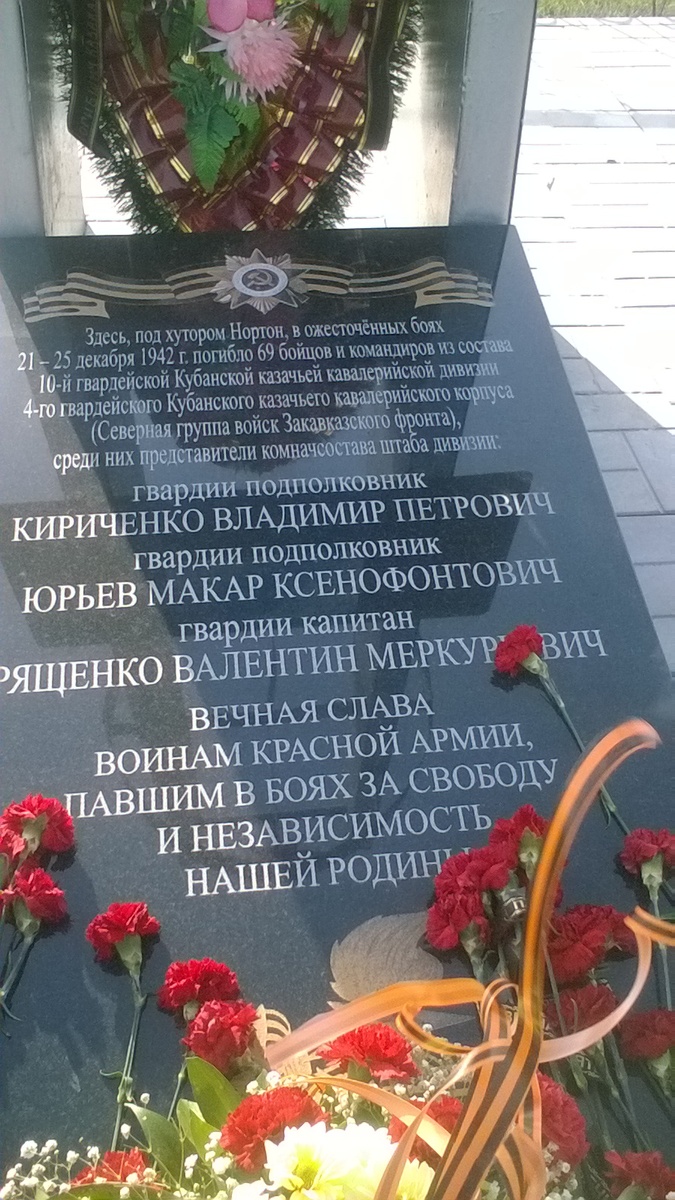 Здесь, под хутором Нортон, в ожесточённых боях
21 – 25 декабря 1942 г. погибло 69 бойцов и командиров из состава
10-й гвардейской Кубанской казачьей кавалерийской дивизии
4-го гвардейского Кубанского казачьего кавалерийского корпуса
(Северная группа войск Закавказского фронта),
среди них представители комначсостава штаба дивизии:
гвардии подполковник
КИРИЧЕНКО ВЛАДИМИР ПЕТРОВИЧ
гвардии подполковник
ЮРЬЕВ МАКАР КСЕНОФОНТОВИЧ
гвардии капитан
ВАЛЕНТИН МЕРКУРЬЕВИЧ
ВЕЧНАЯ СЛАВА
ВОИНАМ КРАСНОЙ АРМИИ,
ПАВШИМ В БОЯХ ЗА СВОБОДУ
И НЕЗАВИСИМОСТЬ
НАШЕЙ РОДИНЫ